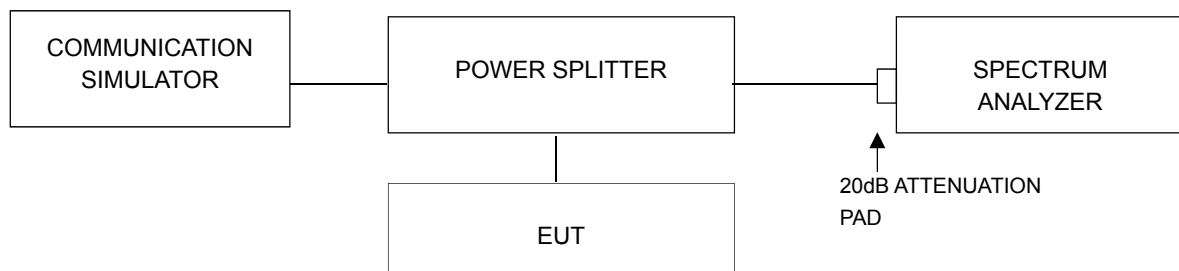 COMMUNICATION
SIMULATOR
POWER SPLITTER
SPECTRUM
ANALYZER
20dB ATTENUATION
PAD
EUT